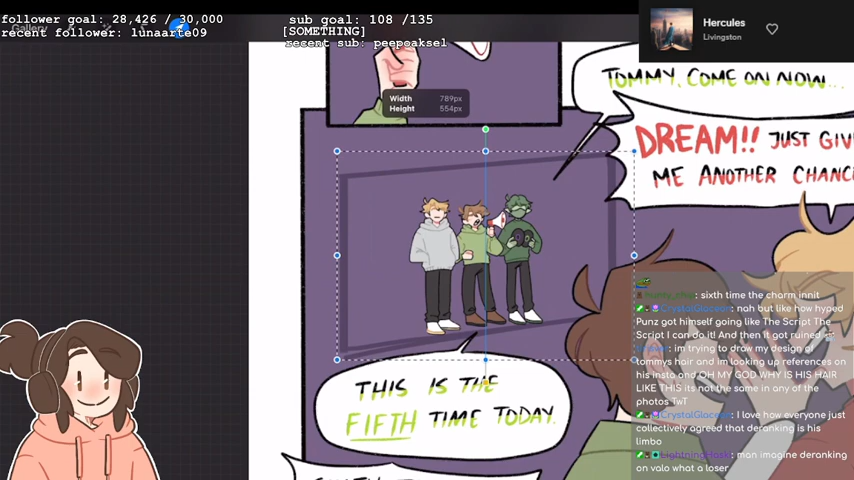 follower goal: 28,426 / 30,000
recent follower: lunaarte09
Gallery
sub goal: 108 /135
[SOMETHING]
recent sub: peepoaksel
Hercules
Livingston
Width 789px
Height 554px
TOMMY, COME ON NOW...
DREAM!! JUST GIV
ME ANOTHER CHANC
THIS IS THE
FIFTH TIME TODAY.
: sixth time the charm innit
CrystalGlaceon: nah but like how hyped
Punz got himself going like The Script The
Script I can do it! And then it got ruined
: im trying to draw my design of
tommys hair and im looking up references on
his insta and OH MY GOD WHY IS HIS HAIR
LIKE THIS its not the same in any of the
photos TwT
CrystalGlaceon: I love how everyone just
collectively agreed that deranking is his
limbo
LightningHask: man imagine deranking
on valo what a loser